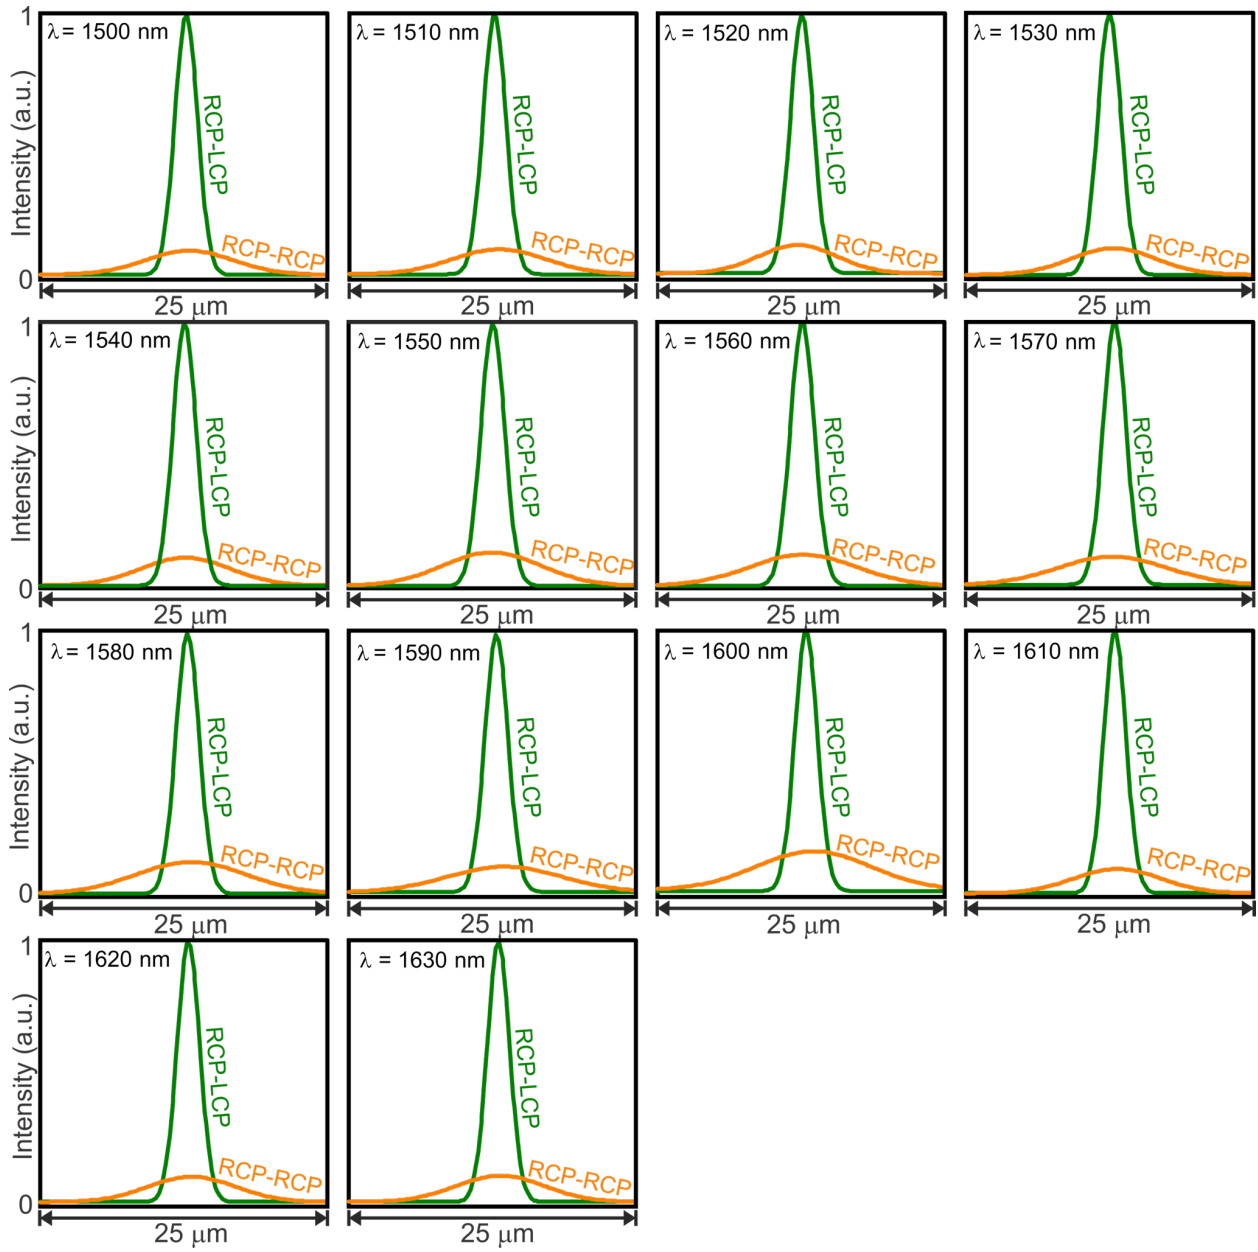 1
λ = 1500 nm
RCP-LCP
RCP-RCP
Intensity (a.u.)
0
25 μm
λ = 1510 nm
RCP-LCP
RCP-RCP
25 μm
λ = 1520 nm
RCP-LCP
RCP-RCP
25 μm
λ = 1530 nm
RCP-LCP
RCP-RCP
25 μm
1
λ = 1540 nm
RCP-LCP
RCP-RCP
Intensity (a.u.)
0
25 μm
λ = 1550 nm
RCP-LCP
RCP-RCP
25 μm
λ = 1560 nm
RCP-LCP
RCP-RCP
25 μm
λ = 1570 nm
RCP-LCP
RCP-RCP
25 μm
1
λ = 1580 nm
RCP-LCP
RCP-RCP
Intensity (a.u.)
0
25 μm
λ = 1590 nm
RCP-LCP
RCP-RCP
25 μm
λ = 1600 nm
RCP-LCP
RCP-RCP
25 μm
λ = 1610 nm
RCP-LCP
RCP-RCP
25 μm
1
λ = 1620 nm
RCP-LCP
RCP-RCP
Intensity (a.u.)
0
25 μm
λ = 1630 nm
RCP-LCP
RCP-RCP
25 μm